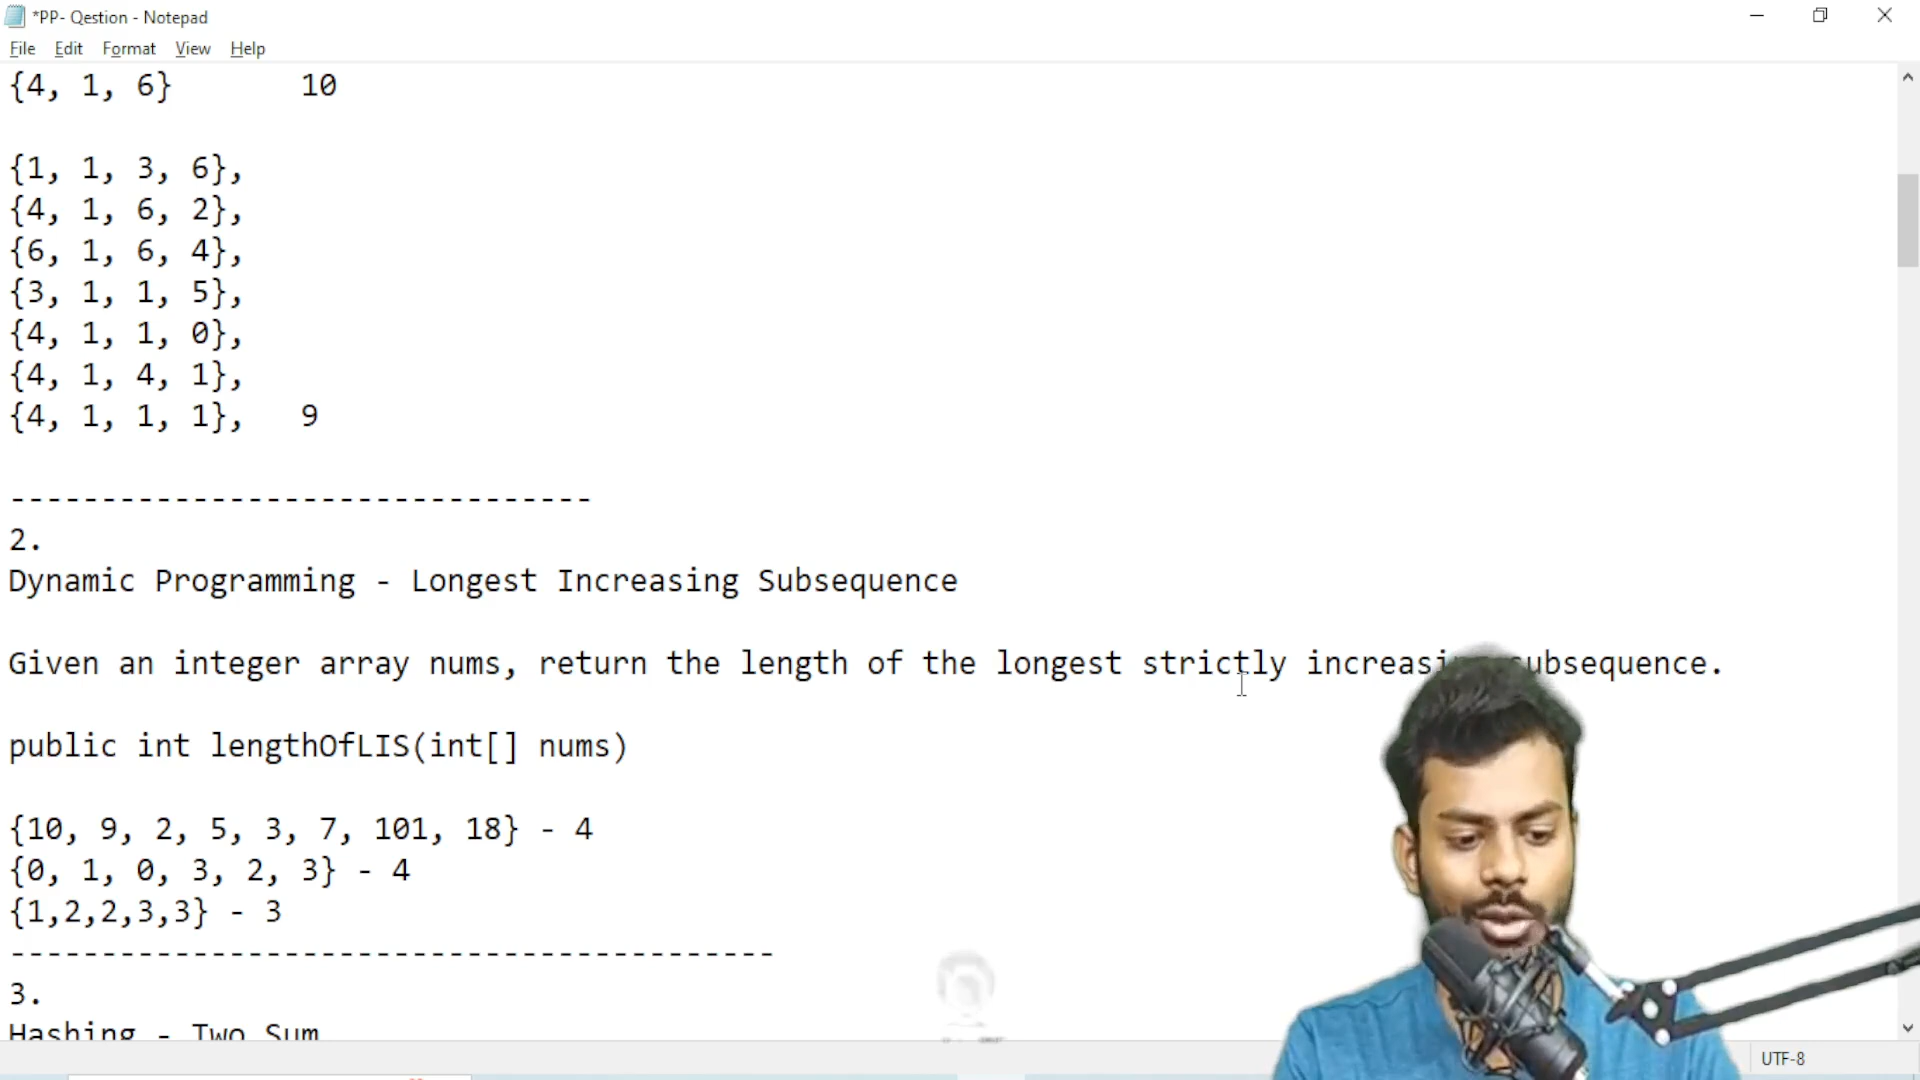 *PP- Qestion - Notepad
File Edit Format View Help
{4, 1, 6} 10
{1, 1, 3, 6},
{4, 1, 6, 2},
{6, 1, 6, 4},
{3, 1, 1, 5},
{4, 1, 1, 0},
{4, 1, 4, 1},
{4, 1, 1, 1}, 9
--------------------------------
2.
Dynamic Programming - Longest Increasing Subsequence
Given an integer array nums, return the length of the longest strictly increasing subsequence.
public int lengthOfLIS(int[] nums)
{10, 9, 2, 5, 3, 7, 101, 18} - 4
{0, 1, 0, 3, 2, 3} - 4
{1,2,2,3,3} - 3
------------------------------------------
3.
Hashing - Two Sum
UTF-8